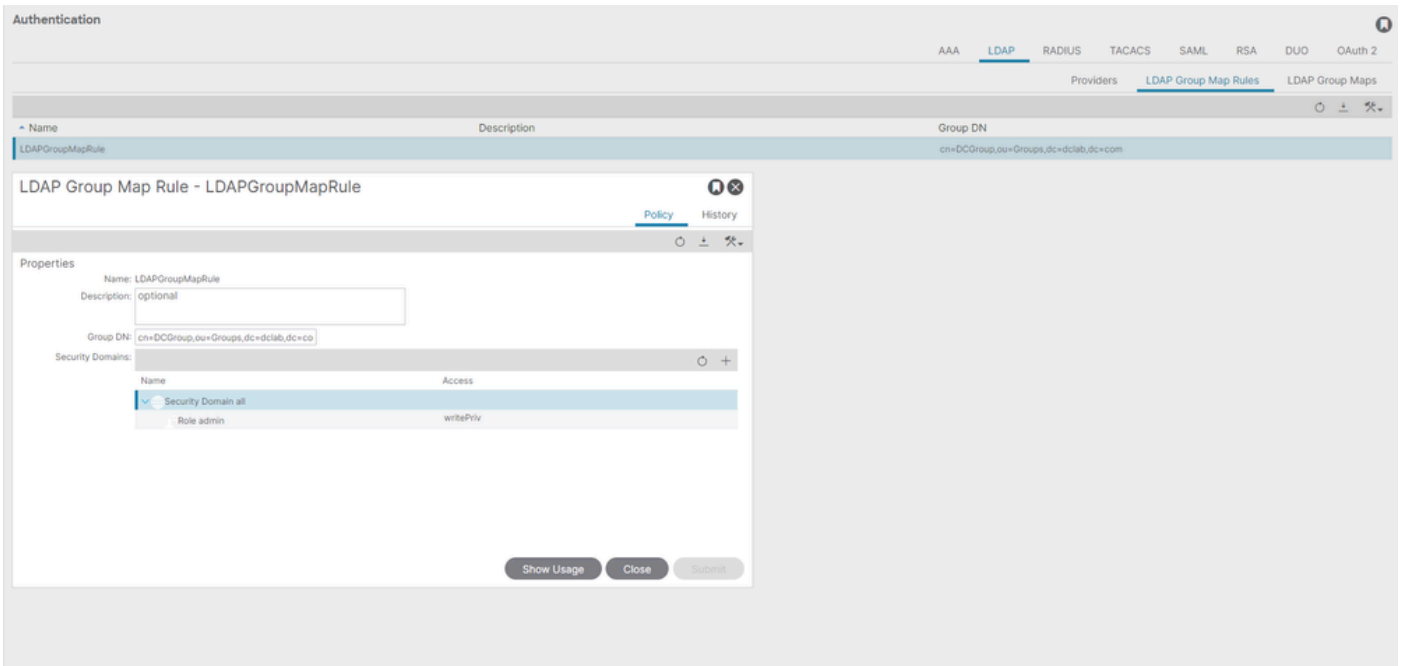 Authentication
AAA LDAP RADIUS TACACS SAML RSA DUO OAuth 2
Providers LDAP Group Map Rules LDAP Group Maps
Name Description Group DN
LDAPGroupMapRule cn=DCGroup,ou=Groups,dc=dclab,dc=com
LDAP Group Map Rule - LDAPGroupMapRule
Policy History
Properties
Name: LDAPGroupMapRule
Description: optional
Group DN: cn=DCGroup,ou=Groups,dc=dclab,dc=co
Security Domains:
Name Access
Security Domain all
Role admin writePriv
Show Usage Close Submit